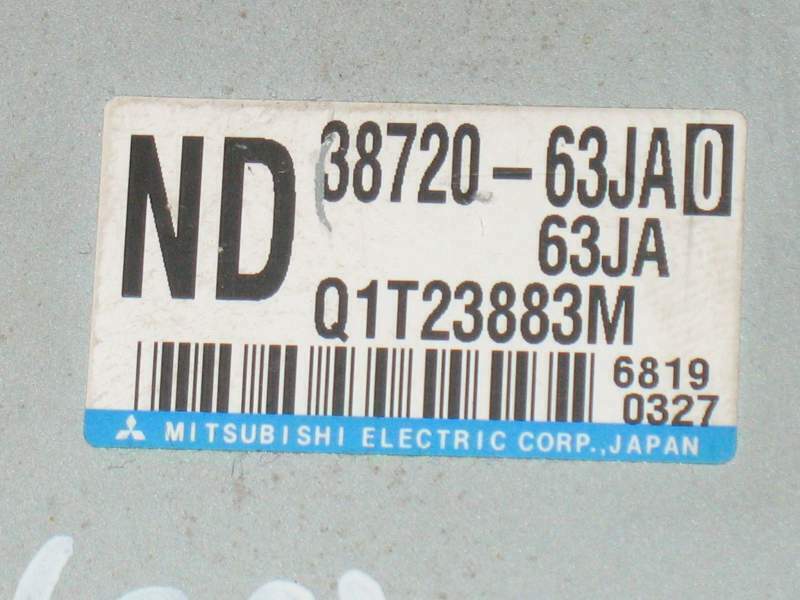 ND 38720-63JA0
63JA
Q1T23883M
6819
0327
MITSUBISHI ELECTRIC CORP., JAPAN